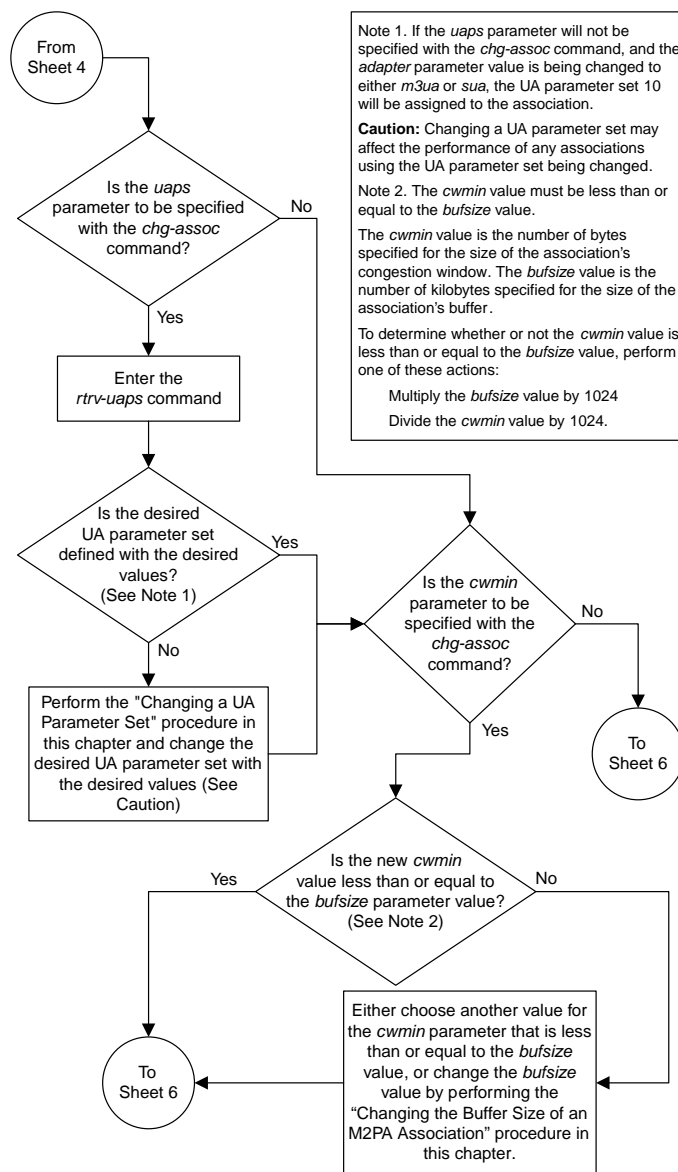 From
Sheet 4
Note 1. If the uaps parameter will not be
specified with the chg-assoc command, and the
adapter parameter value is being changed to
either m3ua or sua, the UA parameter set 10
will be assigned to the association.
Caution: Changing a UA parameter set may
affect the performance of any associations
using the UA parameter set being changed.
Note 2. The cwmin value must be less than or
equal to the bufsize value.
The cwmin value is the number of bytes
specified for the size of the association's
congestion window. The bufsize value is the
number of kilobytes specified for the size of the
association's buffer.
To determine whether or not the cwmin value is
less than or equal to the bufsize value, perform
one of these actions:
Multiply the bufsize value by 1024
Divide the cwmin value by 1024.
Is the uaps
parameter to be specified
with the chg-assoc
command?
No
Yes
Enter the
rtrv-uaps command
Is the desired
UA parameter set
defined with the desired
values?
(See Note 1)
Yes
No
Perform the "Changing a UA
Parameter Set" procedure in
this chapter and change the
desired UA parameter set with
the desired values (See
Caution)
Is the cwmin
parameter to be
specified with the
chg-assoc
command?
No
To
Sheet 6
Yes
Is the new cwmin
value less than or equal to
the bufsize parameter value?
(See Note 2)
Yes
No
Either choose another value for
the cwmin parameter that is less
than or equal to the bufsize
value, or change the bufsize
value by performing the
“Changing the Buffer Size of an
M2PA Association” procedure in
this chapter.
To
Sheet 6